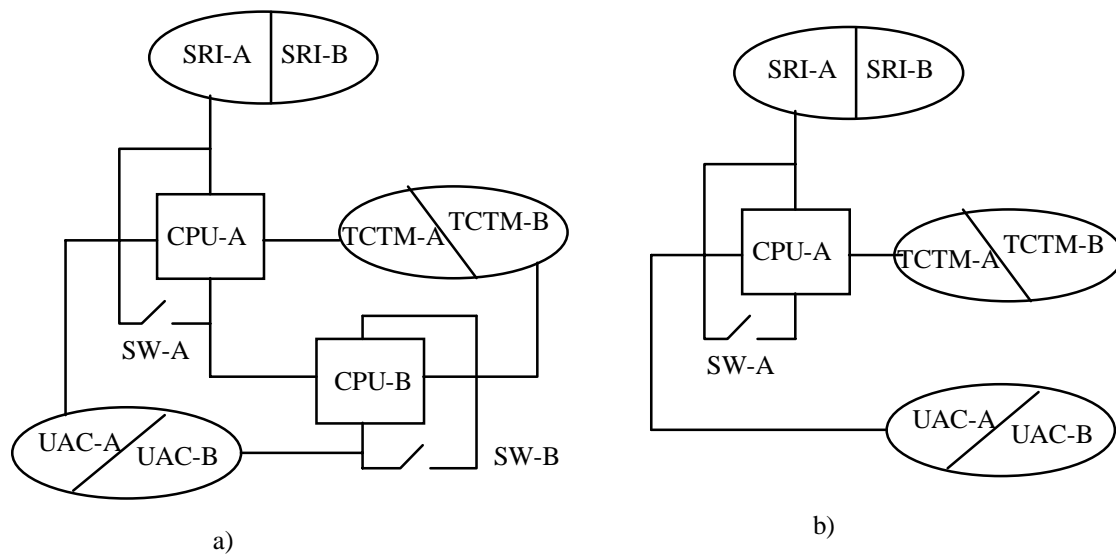 SRI-A SRI-B
CPU-A
TCTM-A TCTM-B
SW-A
CPU-B
UAC-A UAC-B
SW-B
a)
SRI-A SRI-B
CPU-A
TCTM-A TCTM-B
SW-A
UAC-A UAC-B
b)